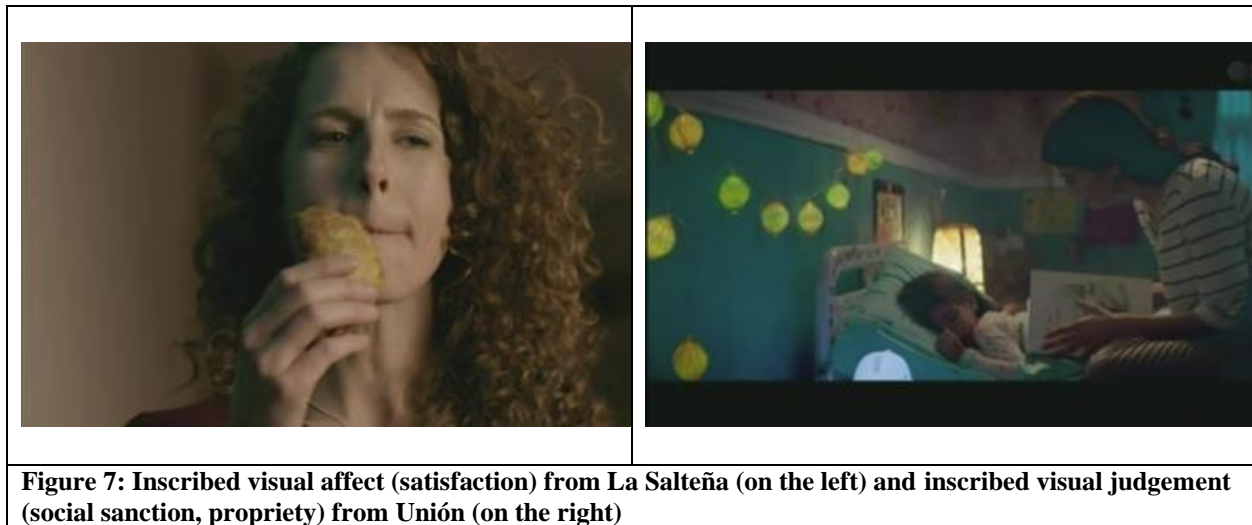 Figure 7: Inscribed visual affect (satisfaction) from La Salteña (on the left) and inscribed visual judgement
(social sanction, propriety) from Unión (on the right)